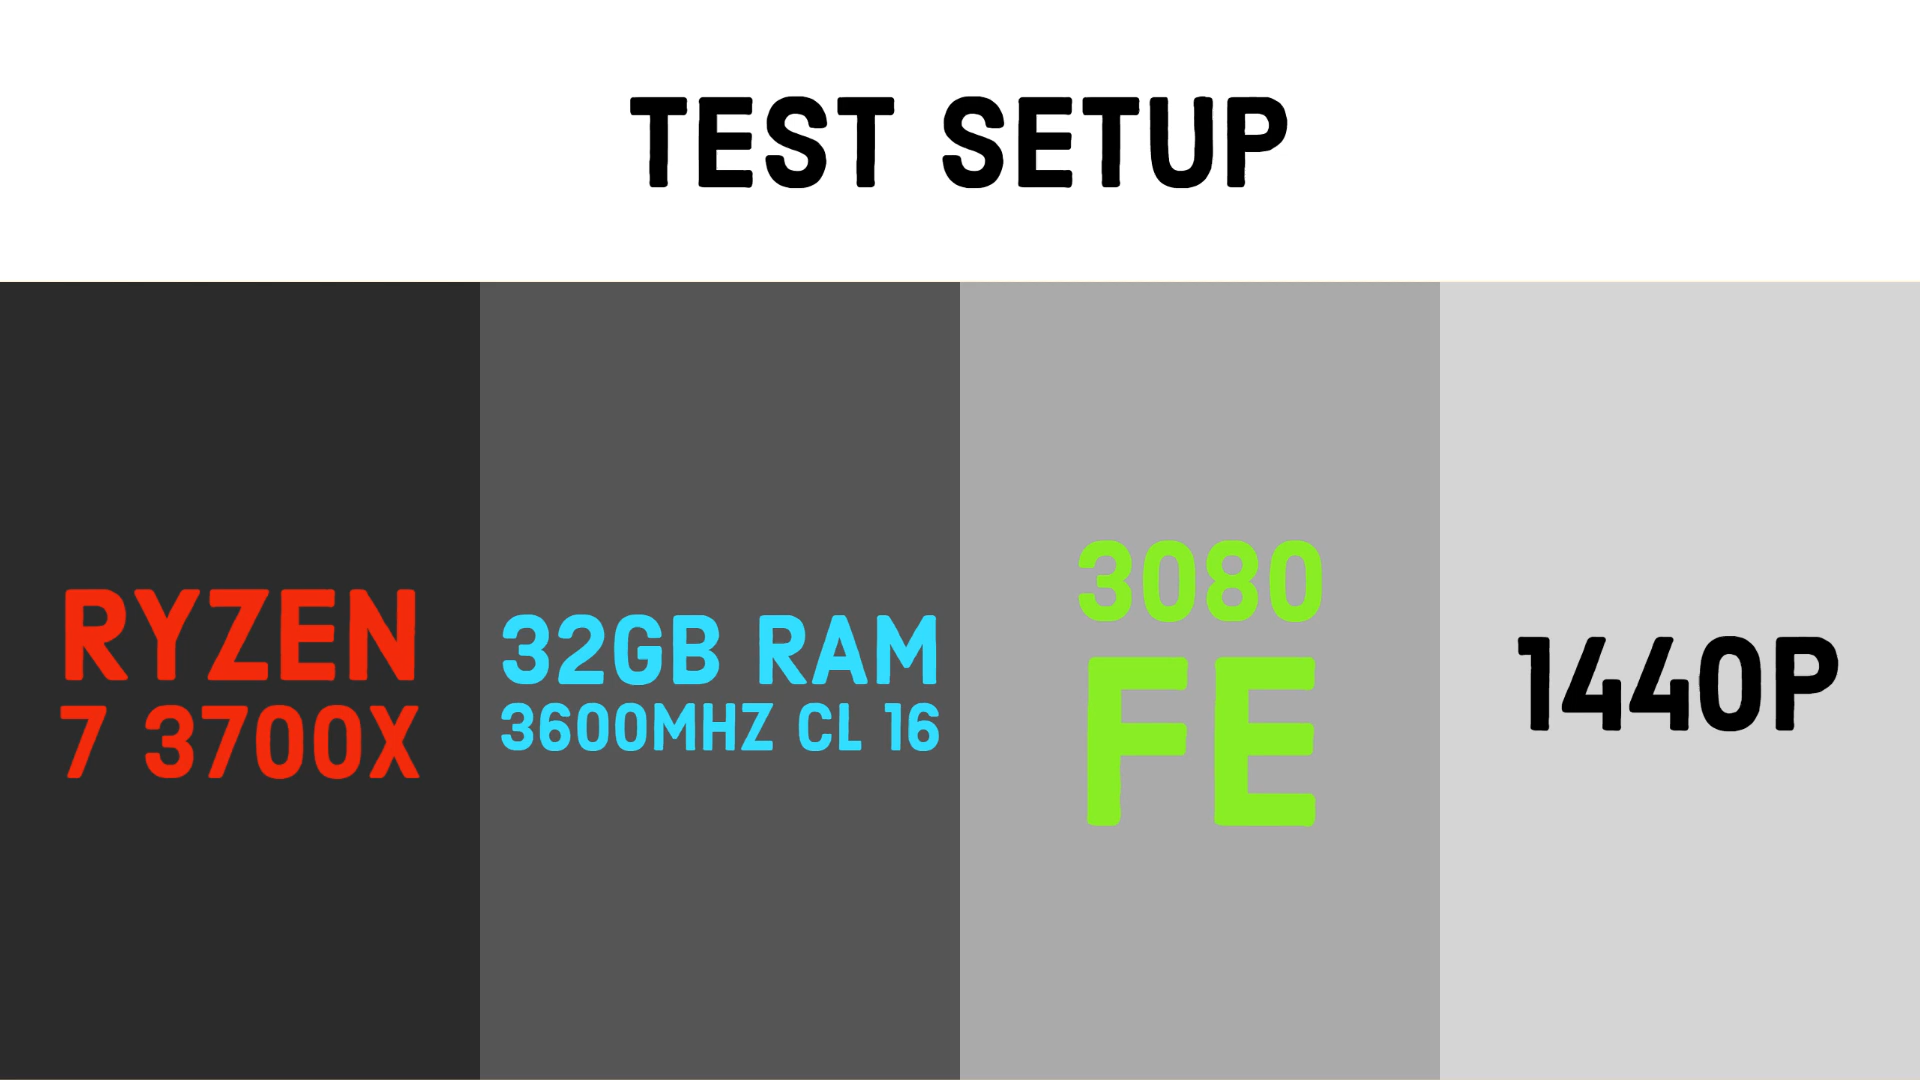 TEST SETUP
RYZEN
7 3700X
32GB RAM
3600MHZ CL 16
3080
FE
1440P